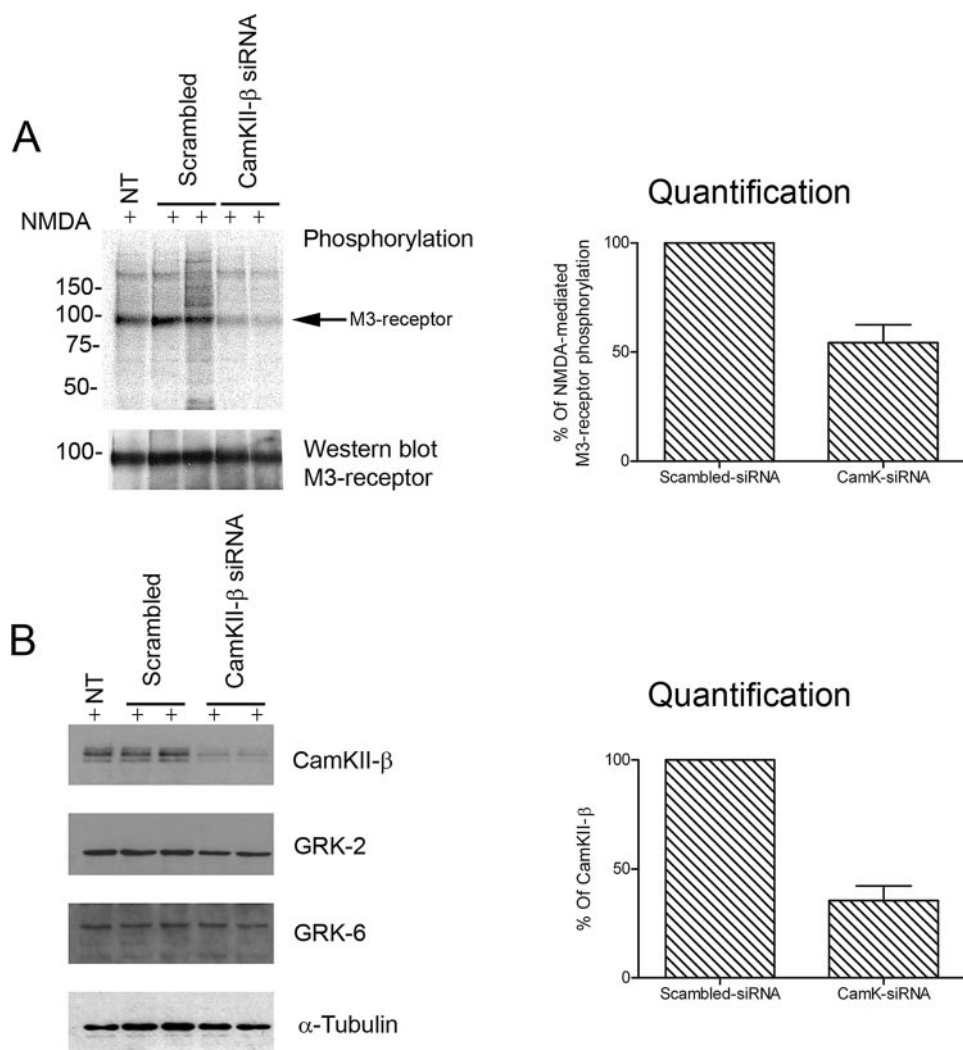 A
NT
Scrambled
CamKII-β siRNA
NMDA + + + + +
Phosphorylation
150-
100-
M3-receptor
75-
50-
100-
Western blot
M3-receptor
Quantification
% Of NMDA-mediated
M3-receptor phosphorylation
100
50
0
Scambled-siRNA
CamK-siRNA
B
NT
Scrambled
CamKII-β siRNA
+ + + + +
CamKII-β
GRK-2
GRK-6
α-Tubulin
Quantification
% Of CamKII-β
100
50
0
Scambled-siRNA
CamK-siRNA